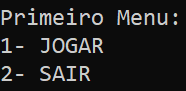 Primeiro Menu:
1- JOGAR
2- SAIR